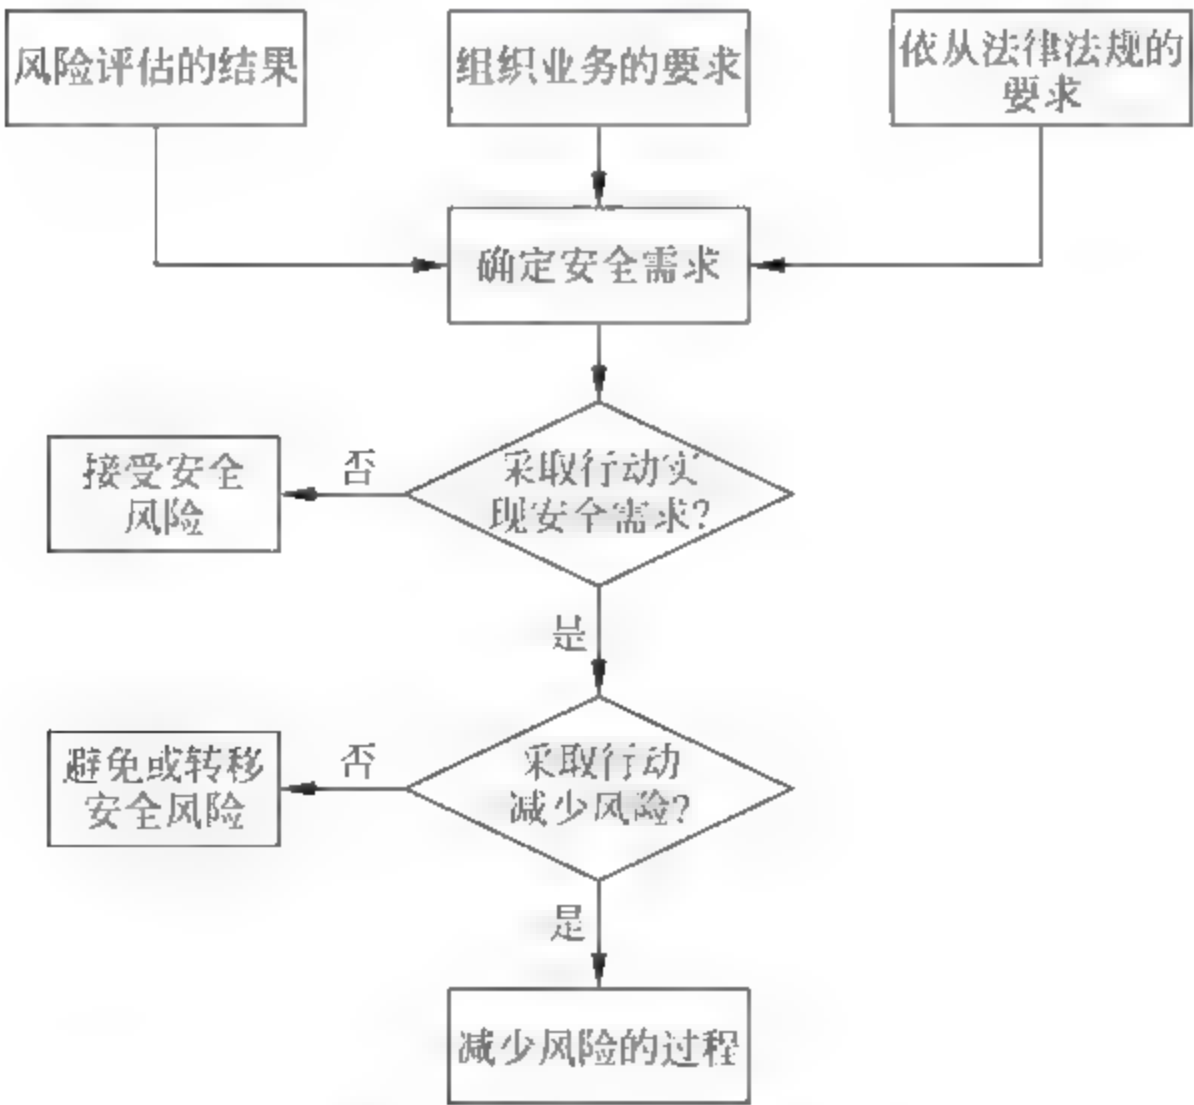 风险评估的结果
组织业务的要求
依从法律法规的
要求
确定安全需求
采取行动实
现安全需求?
否
接受安全
风险
是
采取行动
减少风险?
否
避免或转移
安全风险
是
减少风险的过程